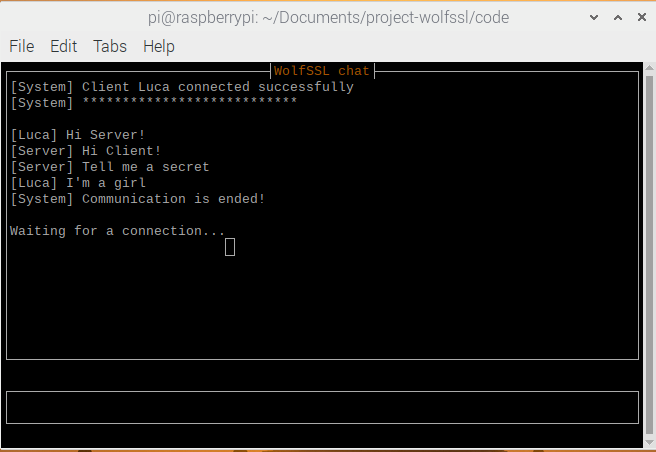 pi@raspberrypi: ~/Documents/project-wolfssl/code
File Edit Tabs Help
WolfSSL chat
[System] Client Luca connected successfully
[System] ***************************
[Luca] Hi Server!
[Server] Hi Client!
[Server] Tell me a secret
[Luca] I'm a girl
[System] Communication is ended!
Waiting for a connection...